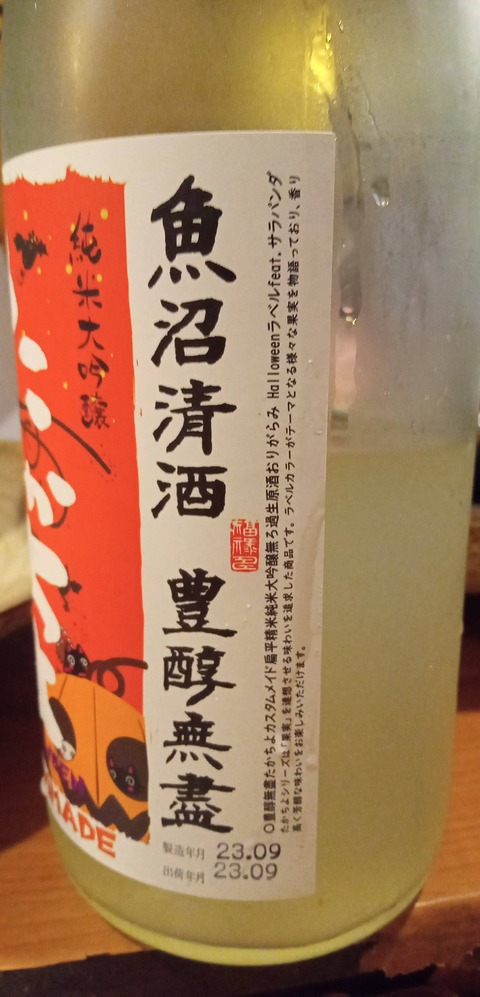 純米大吟醸
たかちよ
魚沼清酒 豊醇無盡
〇豊醇無盡たかちよカスタムメイド扁平精米純米大吟醸無ろ過生原酒おりがらみ Halloweenラベルfeat.サラバンダ
たかちよシリーズは「果実」を連想させる味わいを追求した商品です。ラベルカラーがテーマとなる様々な果実を物語っており、香り
高く芳醇な味わいをお楽しみいただけます。
製造年月 23.09
出荷年月 23.09
MADE